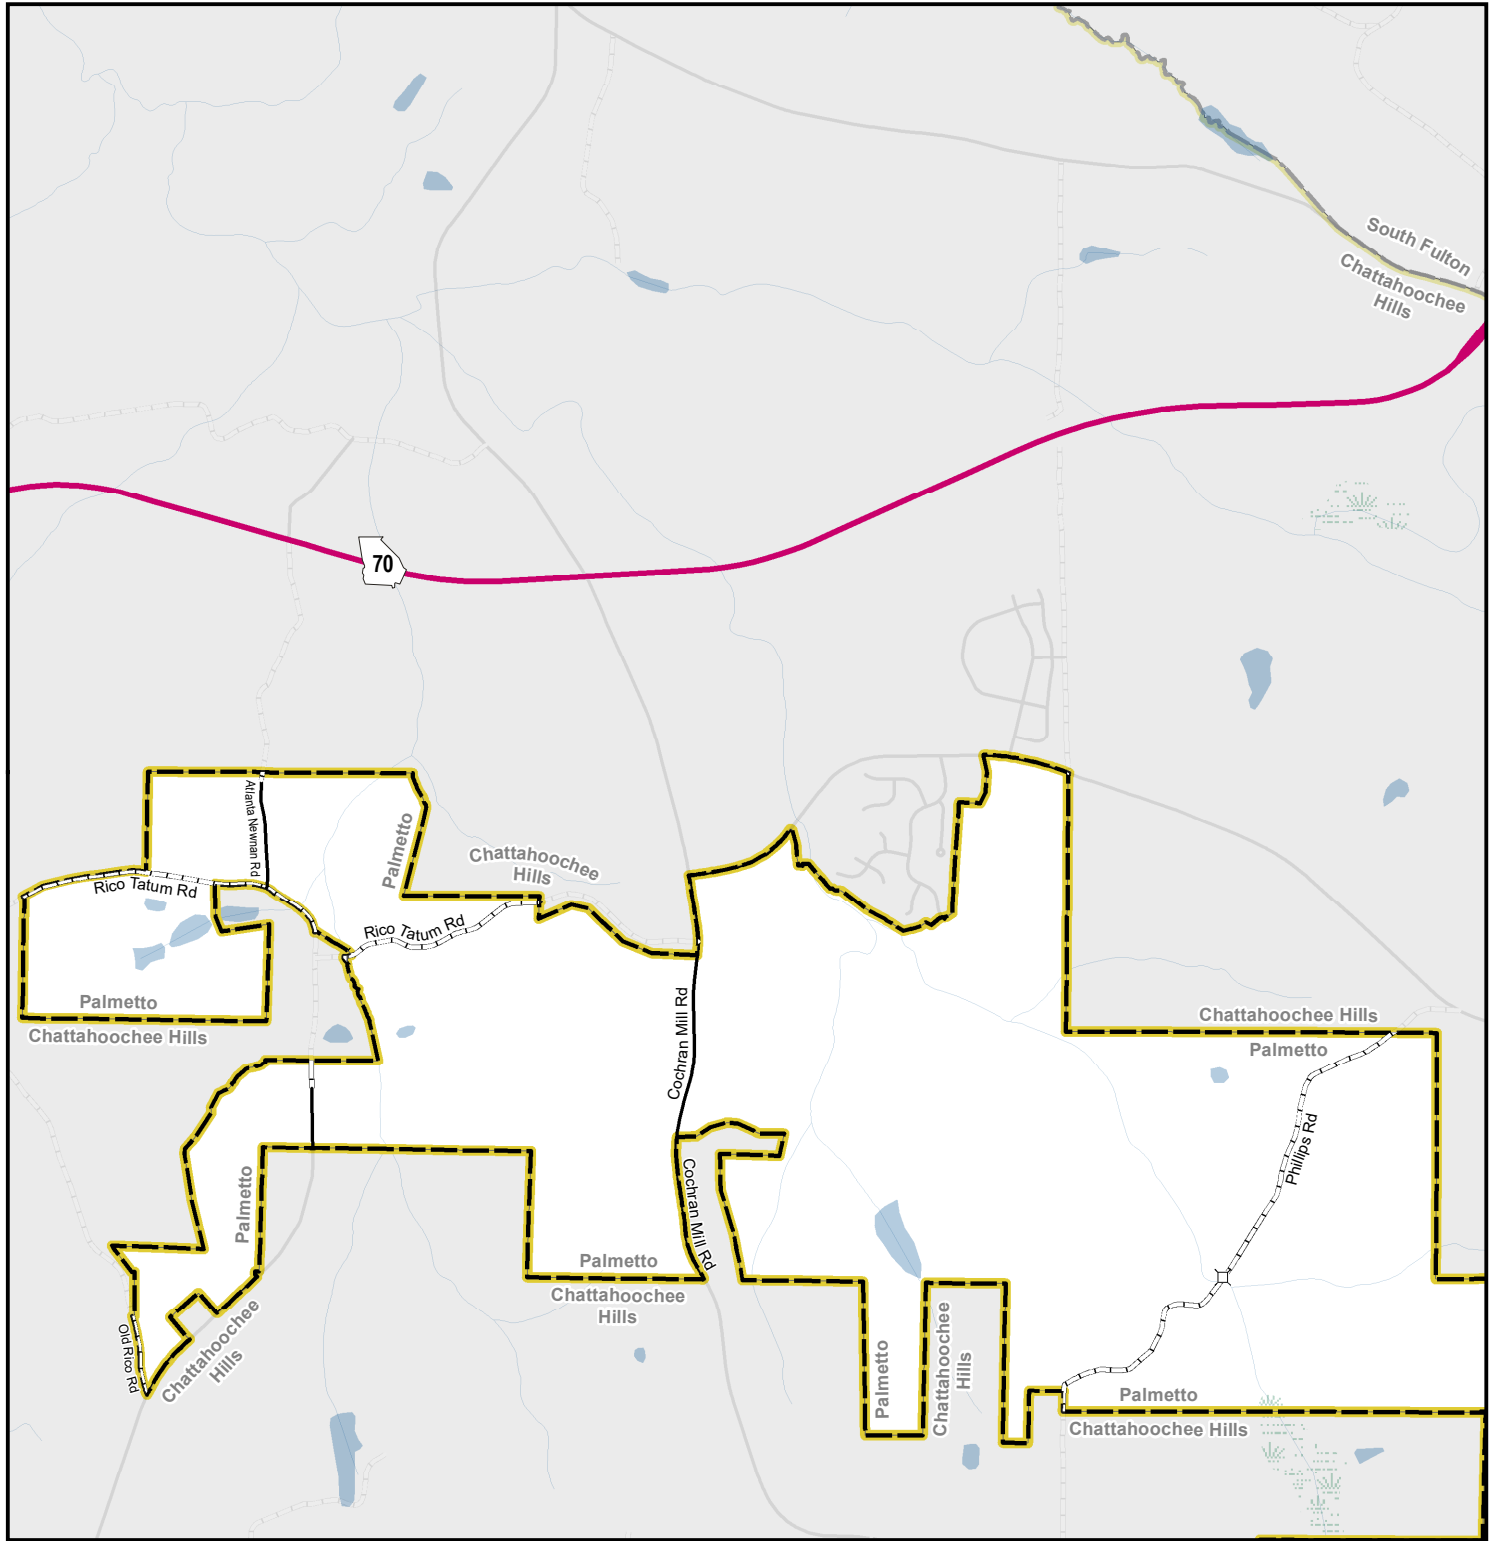 South Fulton
Chattahoochee
Hills
70
Atlanta Newnan Rd
Palmetto
Chattahoochee
Hills
Rico Tatum Rd
Rico Tatum Rd
Palmetto
Chattahoochee Hills
Cochran Mill Rd
Chattahoochee Hills
Palmetto
Phillips Rd
Palmetto
Cochran Mill Rd
Palmetto
Chattahoochee
Hills
Old Rico Rd
Chattahoochee
Hills
Palmetto
Chattahoochee
Hills
Palmetto
Chattahoochee Hills